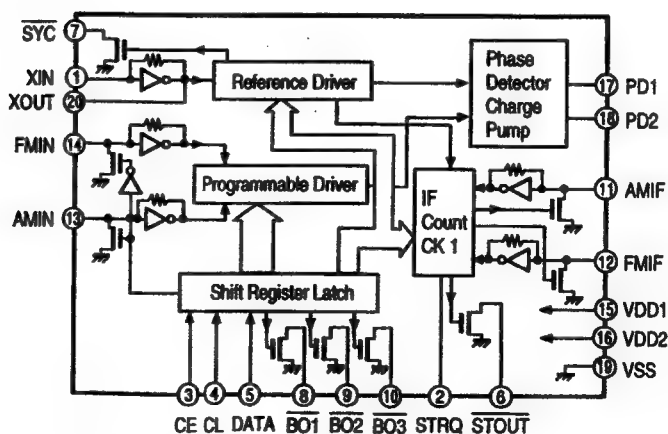 SYC
7
XIN
1
XOUT
20
FMIN
14
AMIN
13
Reference Driver
Programmable Driver
Shift Register Latch
Phase
Detector
Charge
Pump
IF
Count
CK 1
17 PD1
18 PD2
11 AMIF
12 FMIF
15 VDD1
16 VDD2
19 VSS
3 4 5 8 9 10 2 6
CE CL DATA BO1 BO2 BO3 STRQ STOUT